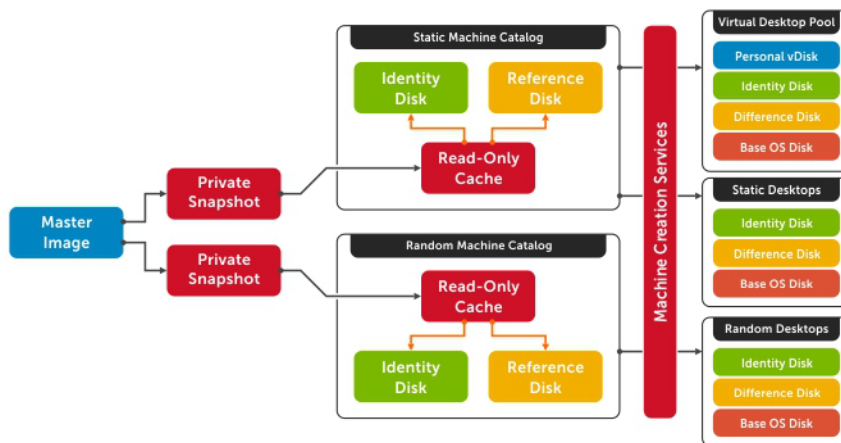 Master
Image
Private
Snapshot
Private
Snapshot
Static Machine Catalog
Identity
Disk
Reference
Disk
Read-Only
Cache
Random Machine Catalog
Read-Only
Cache
Identity
Disk
Reference
Disk
Machine Creation Services
Virtual Desktop Pool
Personal vDisk
Identity Disk
Difference Disk
Base OS Disk
Static Desktops
Identity Disk
Difference Disk
Base OS Disk
Random Desktops
Identity Disk
Difference Disk
Base OS Disk